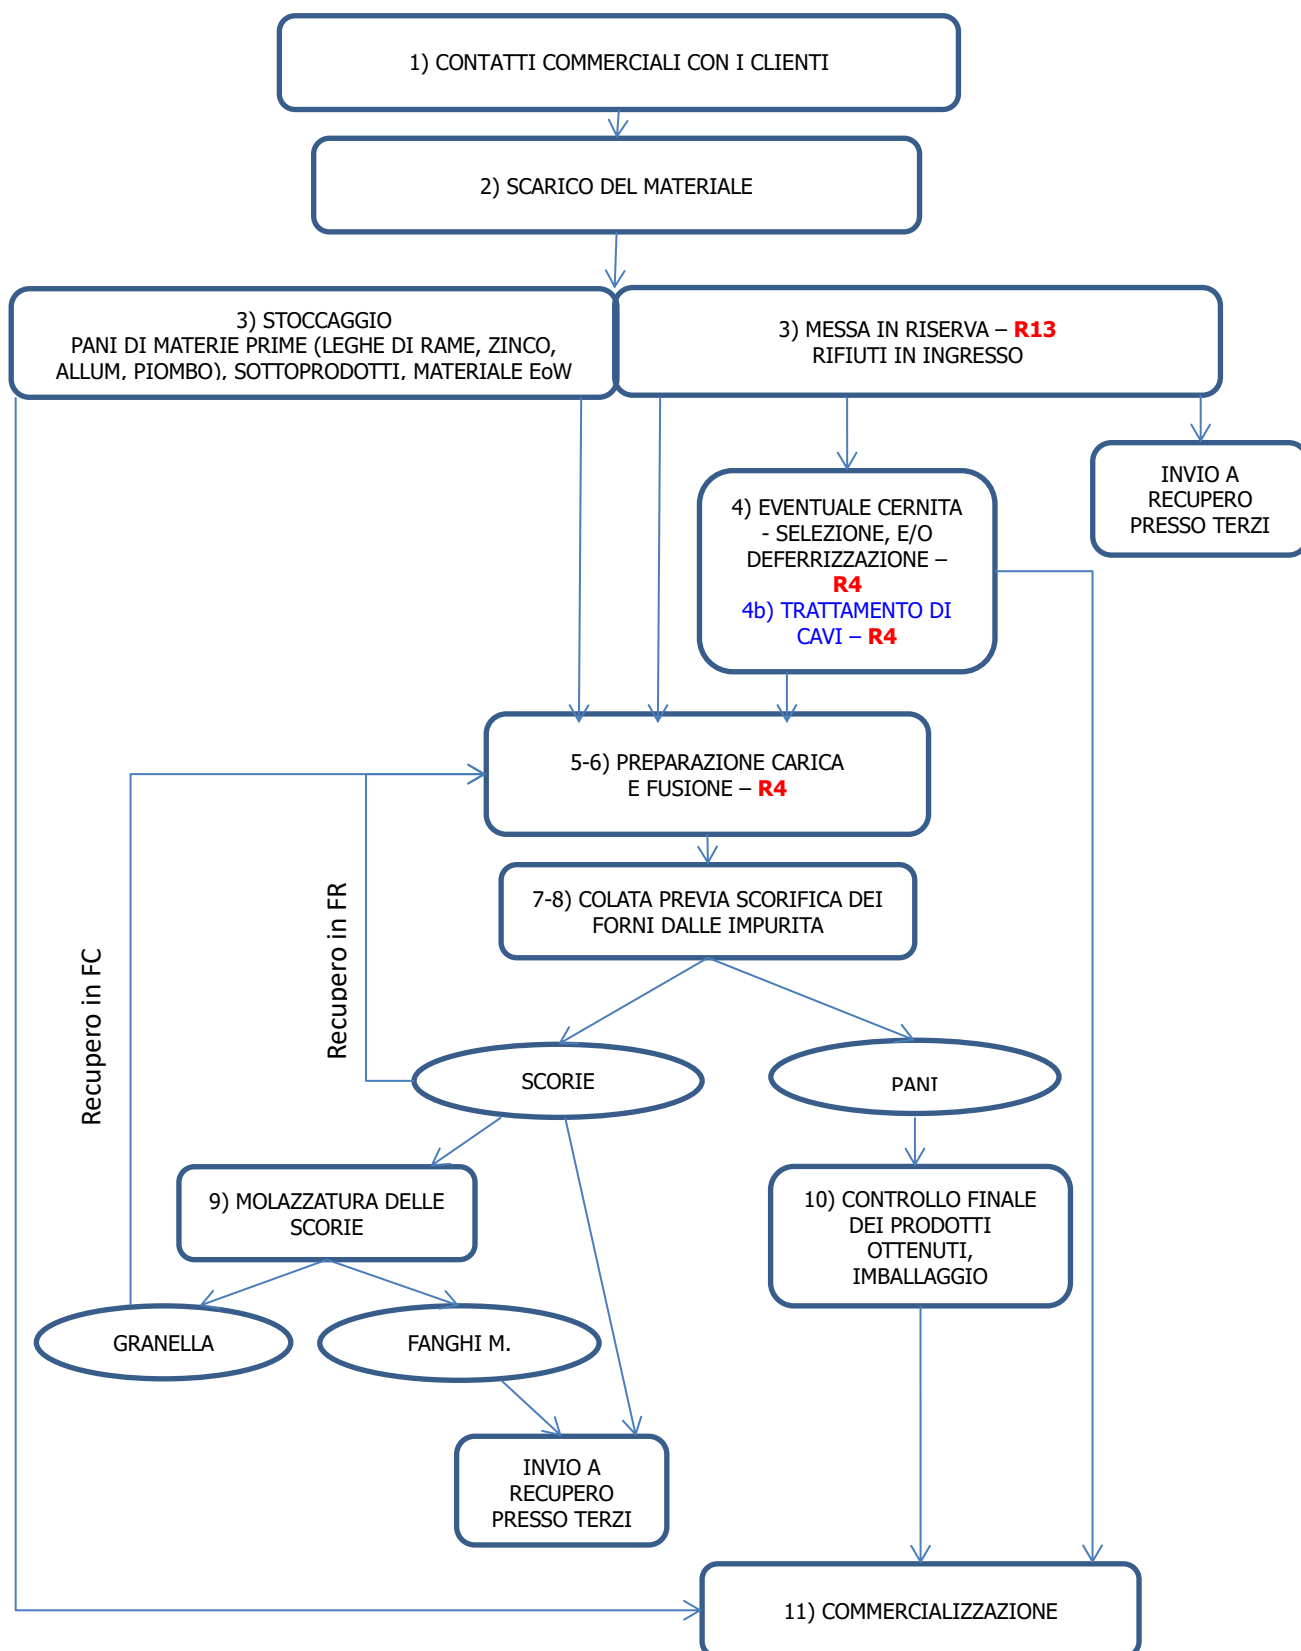 1) CONTATTI COMMERCIALI CON I CLIENTI
2) SCARICO DEL MATERIALE
3) STOCCAGGIO
PANI DI MATERIE PRIME (LEGHE DI RAME, ZINCO,
ALLUM, PIOMBO), SOTTOPRODOTTI, MATERIALE EoW
3) MESSA IN RISERVA – R13
RIFIUTI IN INGRESSO
INVIO A
RECUPERO
PRESSO TERZI
4) EVENTUALE CERNITA
- SELEZIONE, E/O
DEFERRIZZAZIONE –
R4
4b) TRATTAMENTO DI
CAVI – R4
5-6) PREPARAZIONE CARICA
E FUSIONE – R4
7-8) COLATA PREVIA SCORIFICA DEI
FORNI DALLE IMPURITA
Recupero in FC
Recupero in FR
SCORIE
PANI
9) MOLAZZATURA DELLE
SCORIE
10) CONTROLLO FINALE
DEI PRODOTTI
OTTENUTI,
IMBALLAGGIO
GRANELLA
FANGHI M.
INVIO A
RECUPERO
PRESSO TERZI
11) COMMERCIALIZZAZIONE